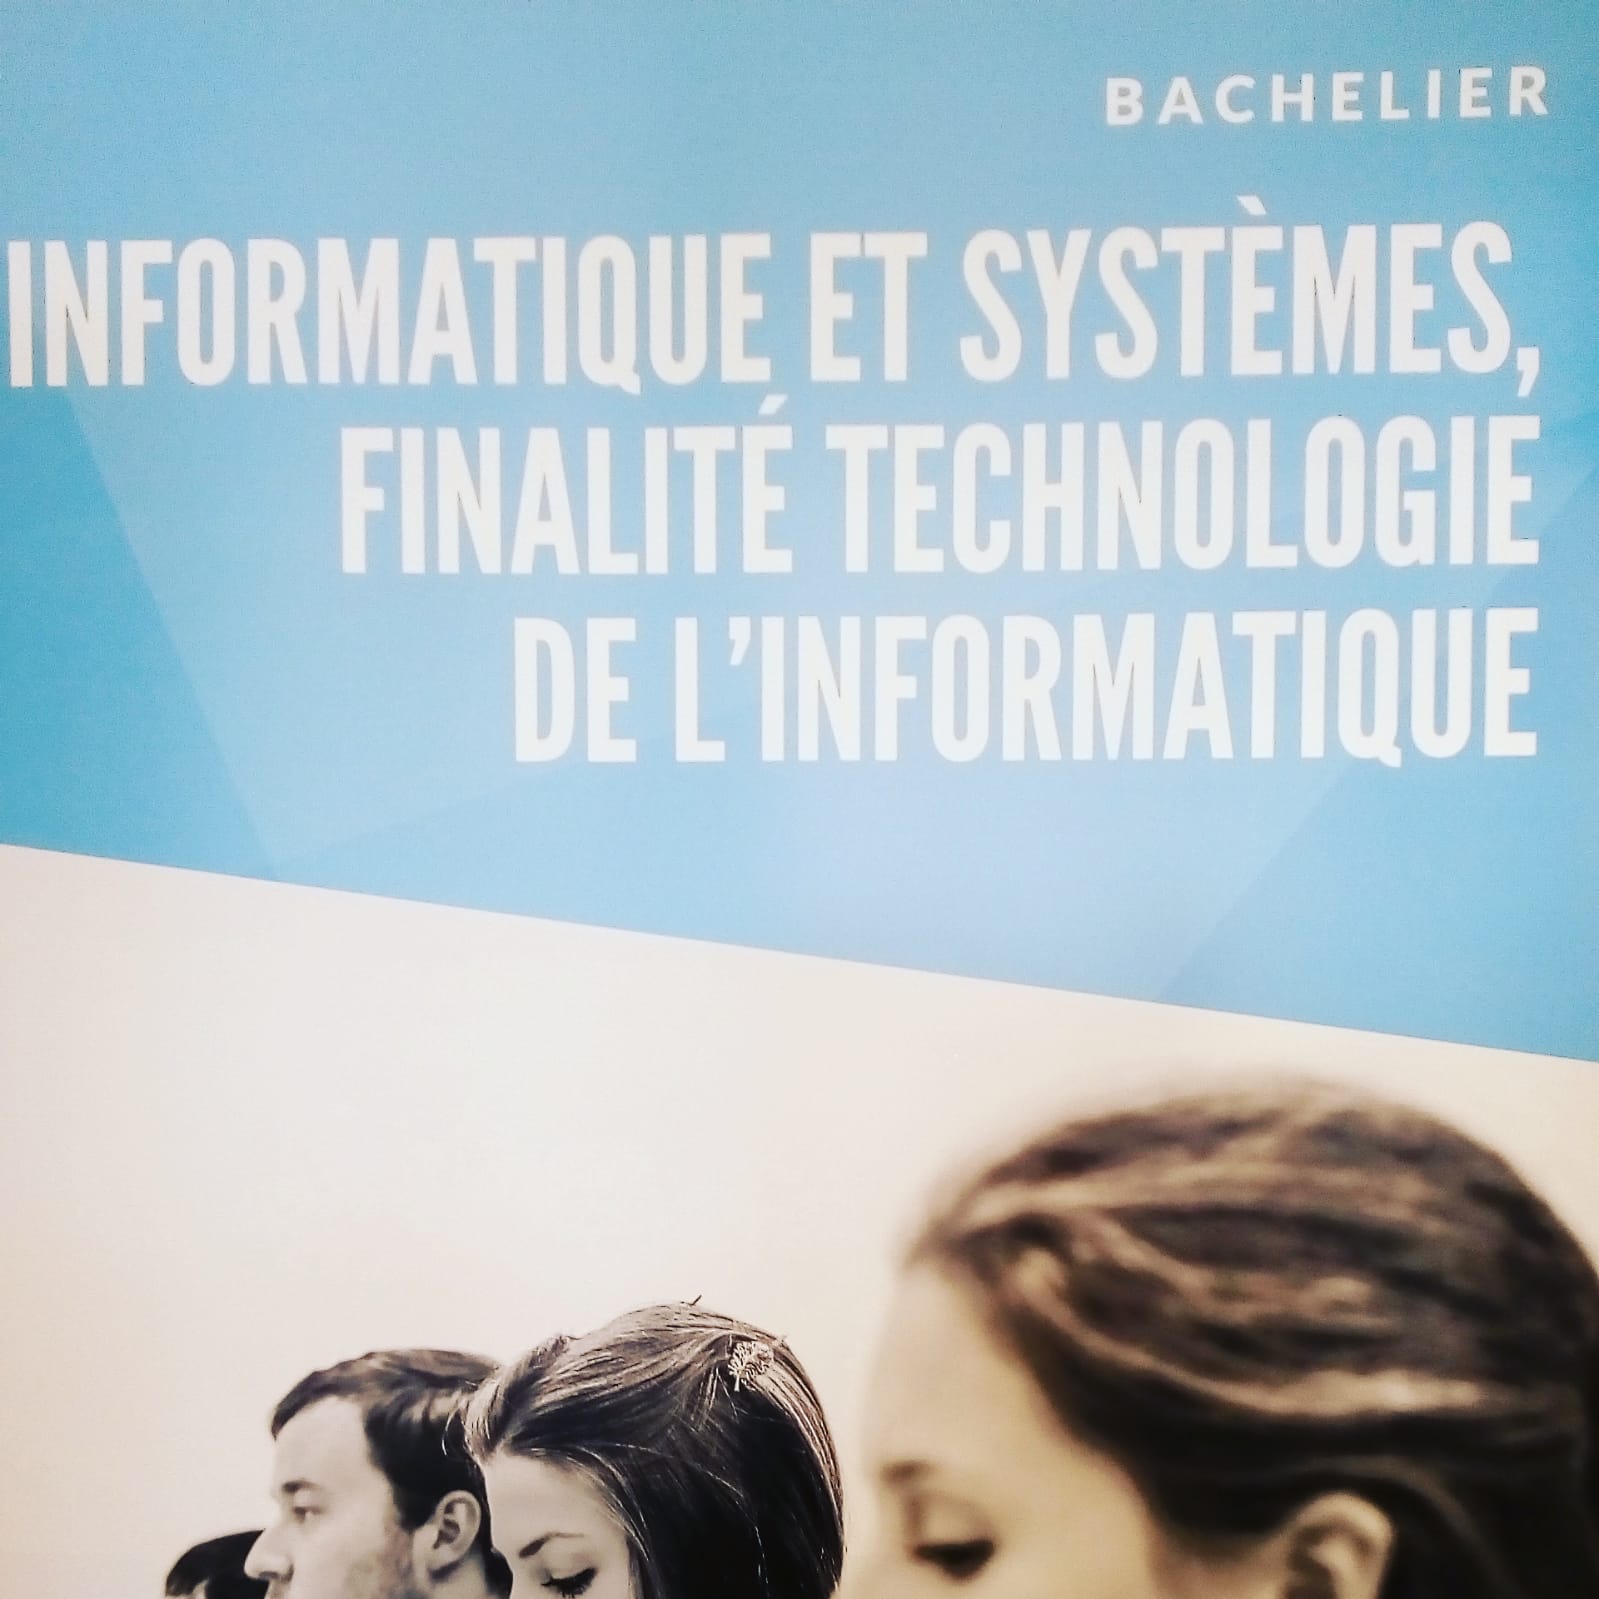 BACHELIER
INFORMATIQUE ET SYSTÈMES,
FINALITÉ TECHNOLOGIE
DE L’INFORMATIQUE